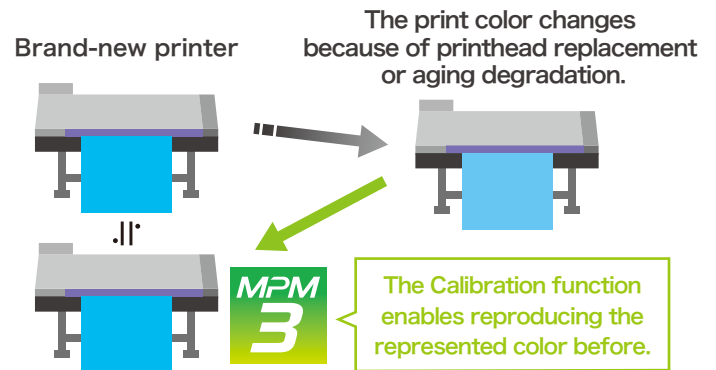 Brand-new printer
The print color changes
because of printhead replacement
or aging degradation.
MPM
3
The Calibration function
enables reproducing the
represented color before.